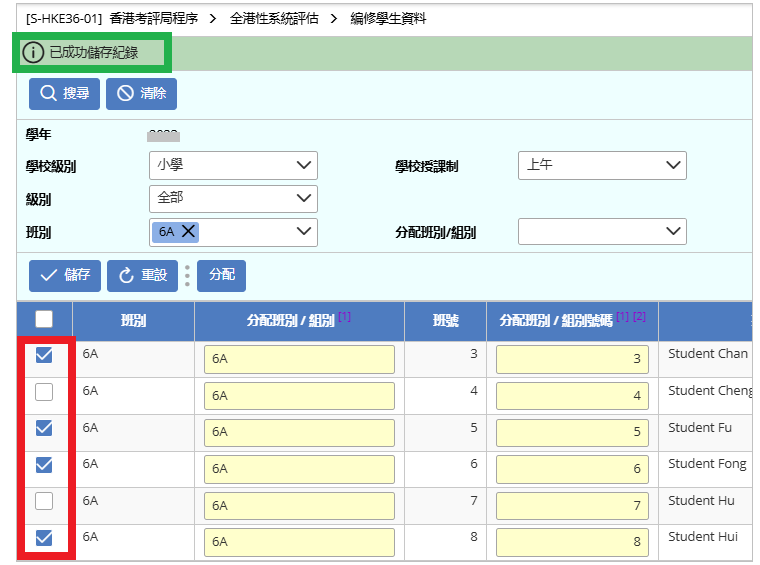 [S-HKE36-01] 香港考評局程序 > 全港性系統評估 > 編修學生資料
已成功儲存紀錄
搜尋 清除
學年
學校級別 小學 學校授課制 上午
級別 全部
班別 6A 分配班別/組別
儲存 重設 分配
班別 分配班別 / 組別 [1] 班號 分配班別 / 組別號碼 [1] [2]
6A 6A 3 3 Student Chan
6A 6A 4 4 Student Cheng
6A 6A 5 5 Student Fu
6A 6A 6 6 Student Fong
6A 6A 7 7 Student Hu
6A 6A 8 8 Student Hui